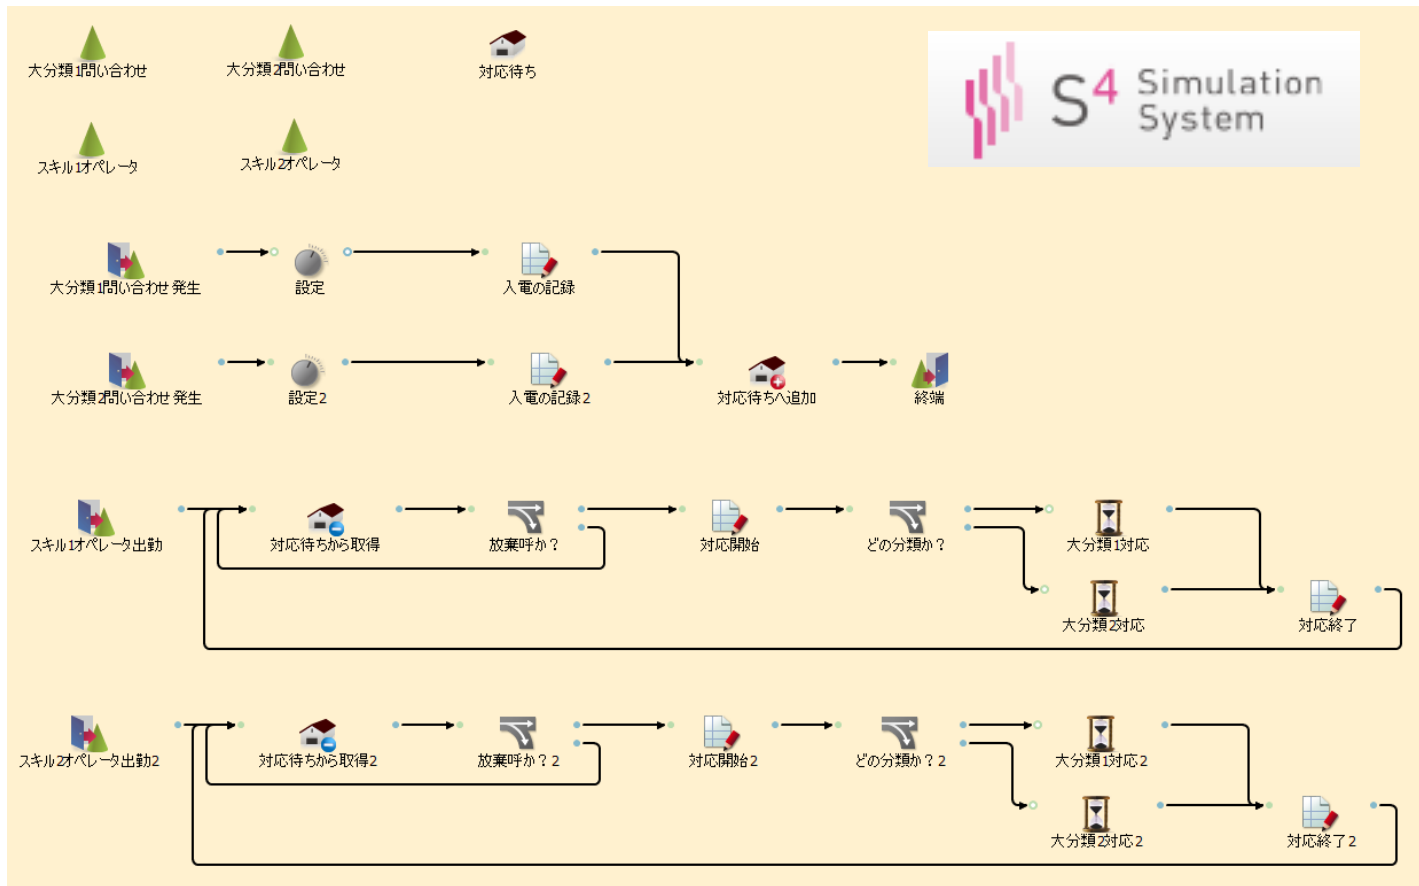 大分類1問い合わせ
大分類2問い合わせ
対応待ち
S4 Simulation
System
スキル1オペレータ
スキル2オペレータ
大分類1問い合わせ発生
設定
入電の記録
大分類2問い合わせ発生
設定2
入電の記録2
対応待ちへ追加
終端
スキル1オペレータ出勤
対応待ちから取得
放棄呼か？
対応開始
どの分類か？
大分類1対応
大分類2対応
対応終了
スキル2オペレータ出勤2
対応待ちから取得2
放棄呼か？2
対応開始2
どの分類か？2
大分類1対応2
大分類2対応2
対応終了2